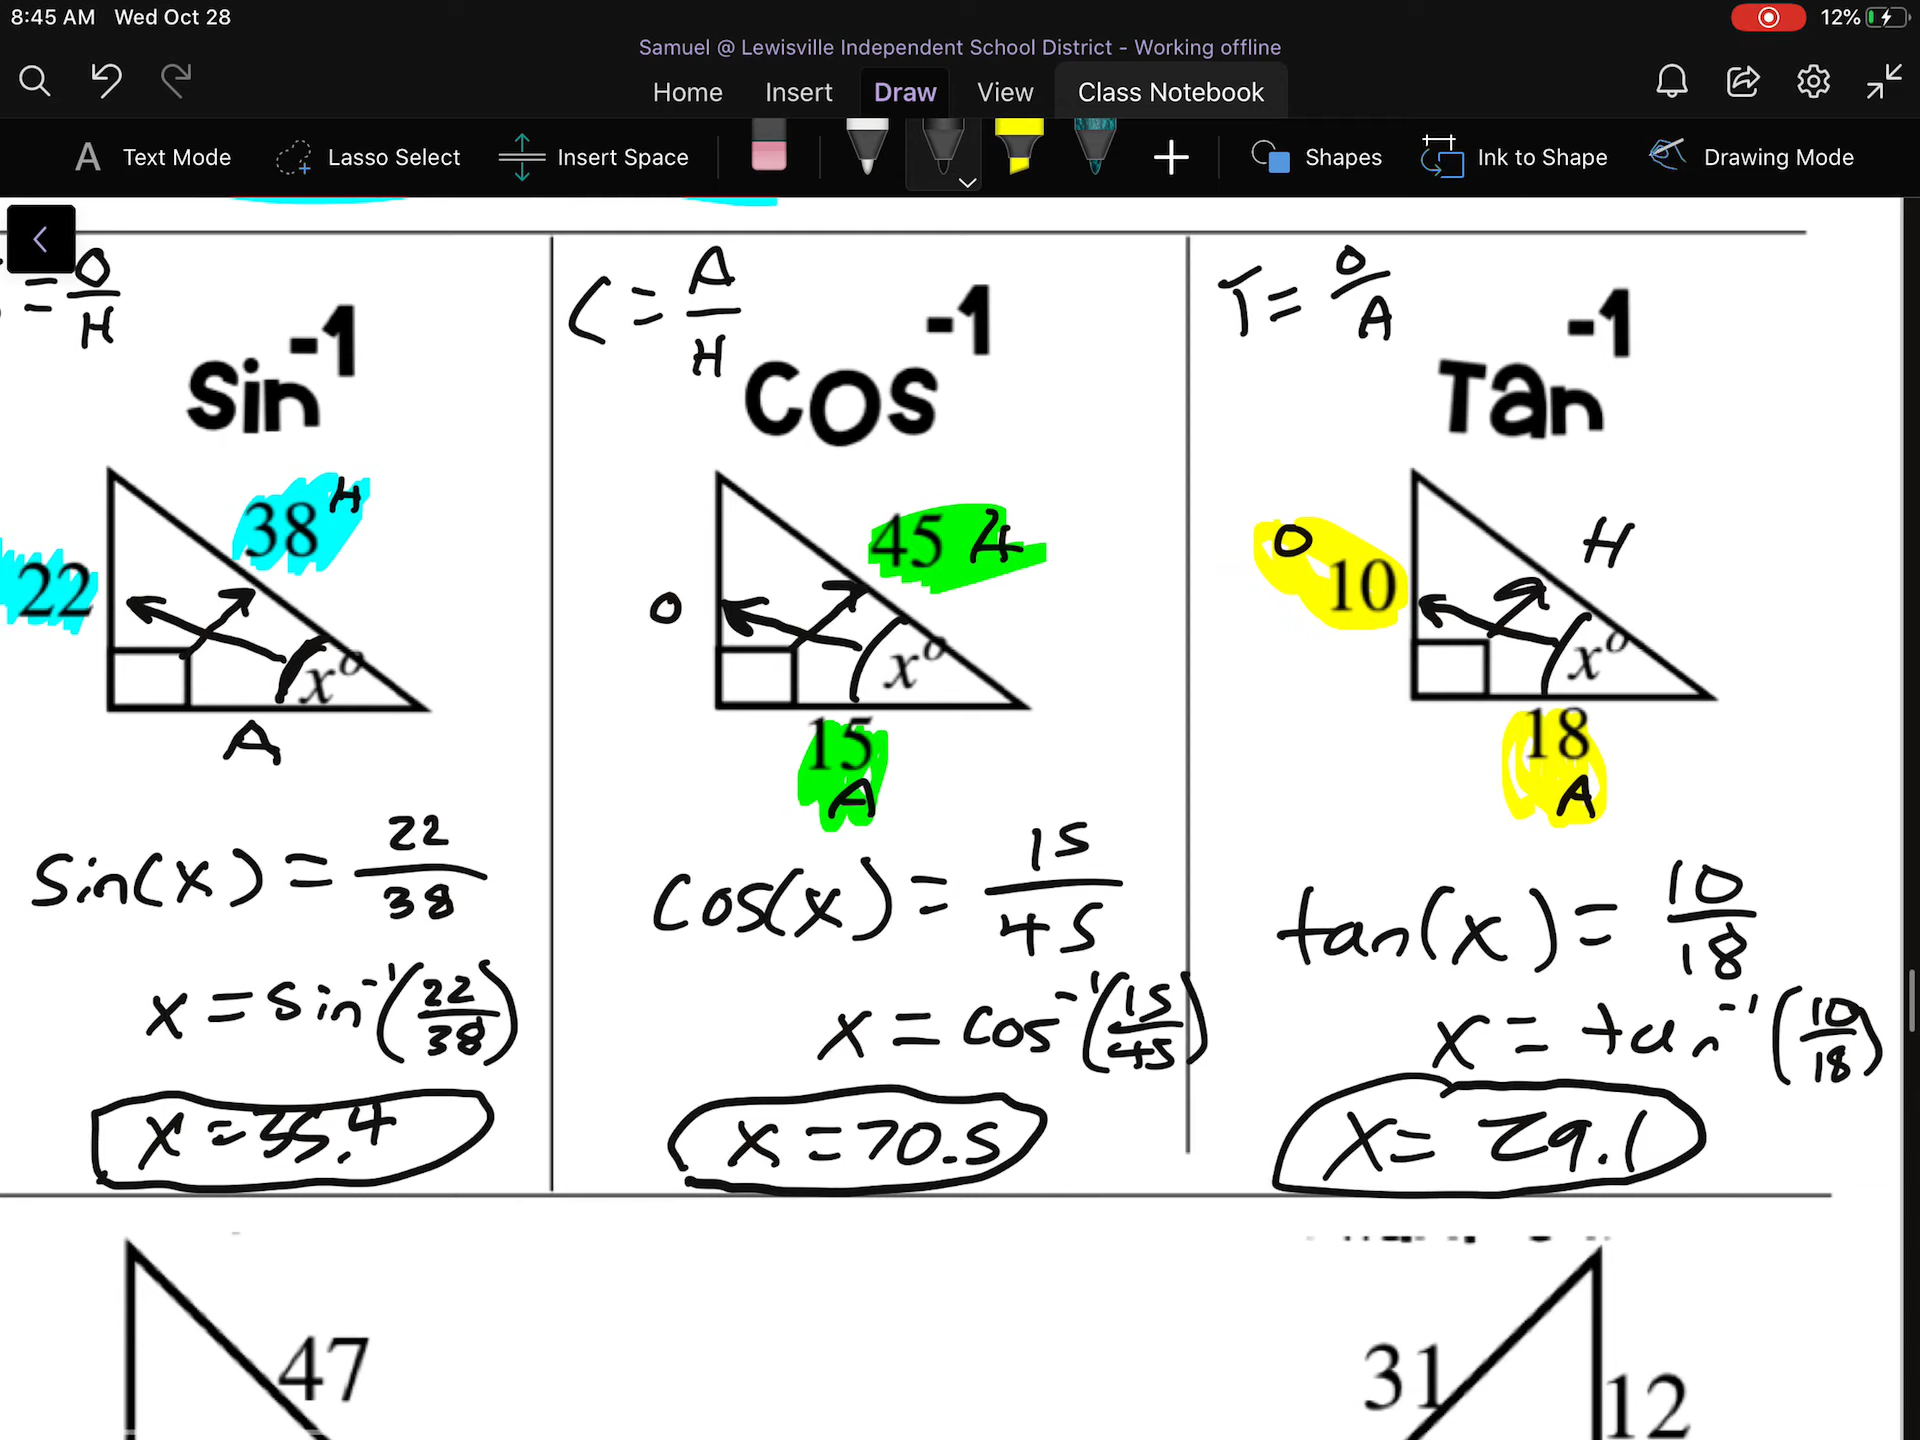 8:45 AM Wed Oct 28
12%
Samuel @ Lewisville Independent School District - Working offline
Home Insert Draw View Class Notebook
A Text Mode Lasso Select Insert Space Shapes Ink to Shape Drawing Mode
= O/H
sin⁻¹
38 H
22
x°
A
sin(x) = 22/38
x = sin⁻¹(22/38)
x = 35.4
C = A/H
cos⁻¹
45 H
O
x°
15
A
cos(x) = 15/45
x = cos⁻¹(15/45)
x = 70.5
T = O/A
Tan⁻¹
O
10
H
x°
18
A
tan(x) = 10/18
x = tan⁻¹(10/18)
x = 29.1
47
31
12